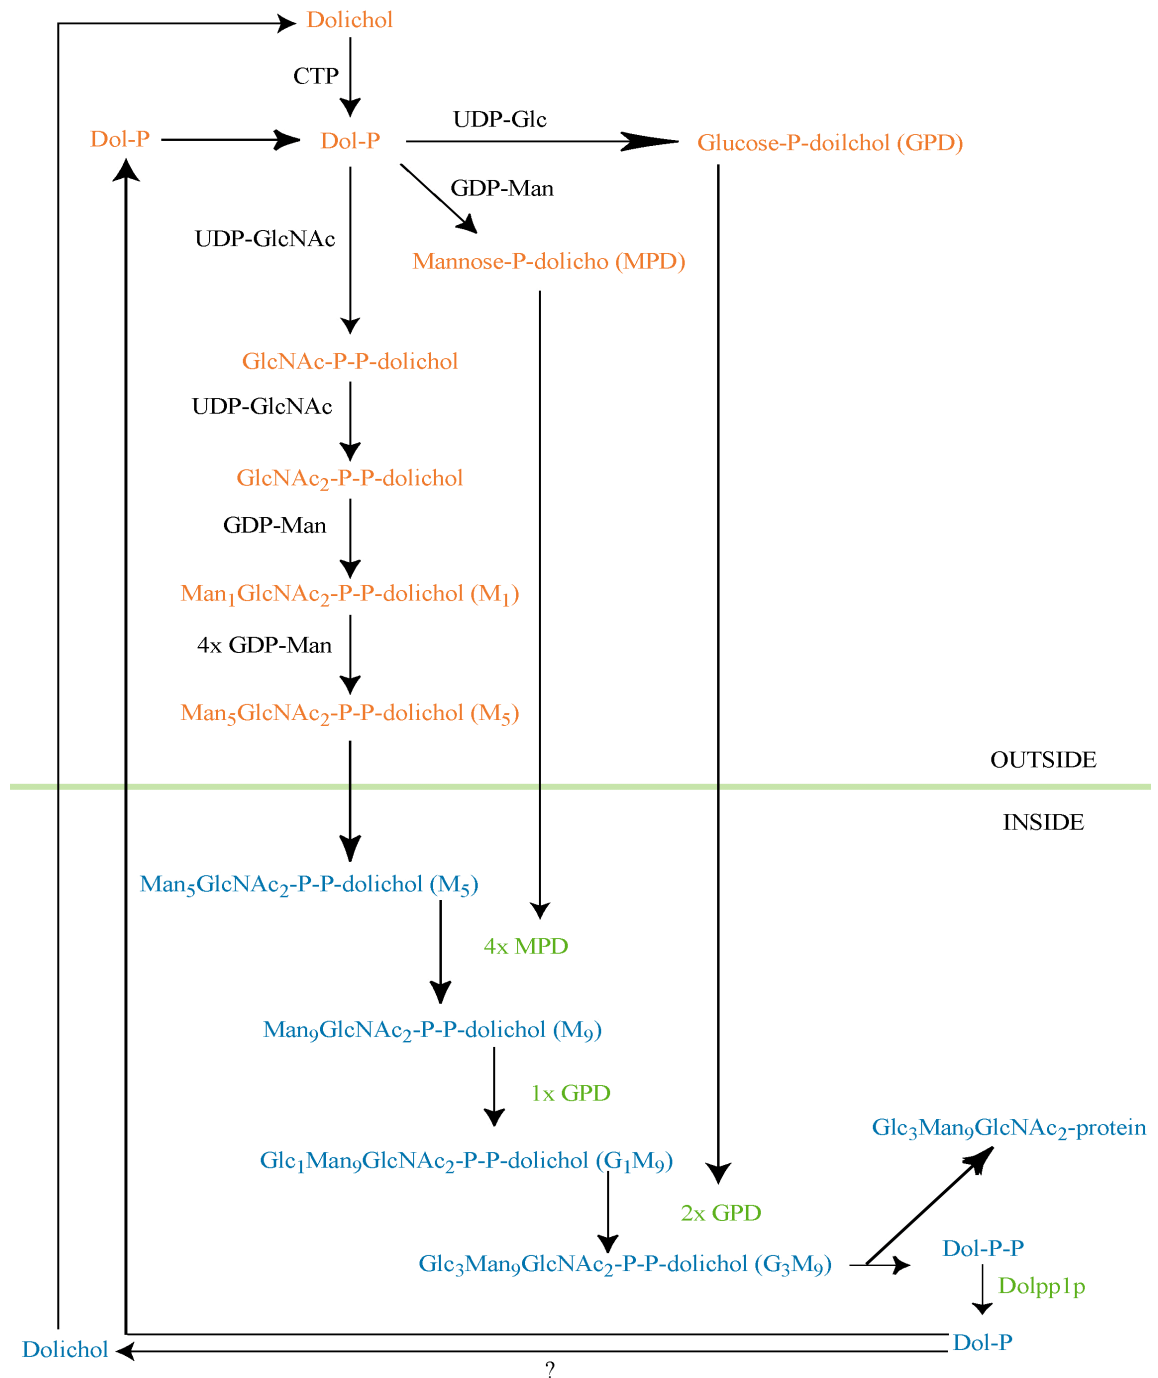 Dolichol
CTP
Dol-P
Dol-P
UDP-Glc
Glucose-P-doilchol (GPD)
GDP-Man
UDP-GlcNAc
Mannose-P-dolicho (MPD)
GlcNAc-P-P-dolichol
UDP-GlcNAc
GlcNAc₂-P-P-dolichol
GDP-Man
Man₁GlcNAc₂-P-P-dolichol (M₁)
4x GDP-Man
Man₅GlcNAc₂-P-P-dolichol (M₅)
OUTSIDE
INSIDE
Man₅GlcNAc₂-P-P-dolichol (M₅)
4x MPD
Man₉GlcNAc₂-P-P-dolichol (M₉)
1x GPD
Glc₃Man₉GlcNAc₂-protein
Glc₁Man₉GlcNAc₂-P-P-dolichol (G₁M₉)
2x GPD
Dol-P-P
Glc₃Man₉GlcNAc₂-P-P-dolichol (G₃M₉)
Dolpp1p
Dol-P
Dolichol
?